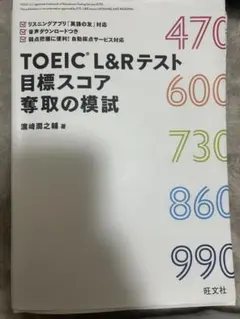 リスニングアプリ「英語の友」対応
音声ダウンロードつき
弱点把握に便利! 自動採点サービス対応
TOEIC® L&Rテスト
目標スコア
奪取の模試
濵崎潤之輔 著
470
600
730
860
990
旺文社